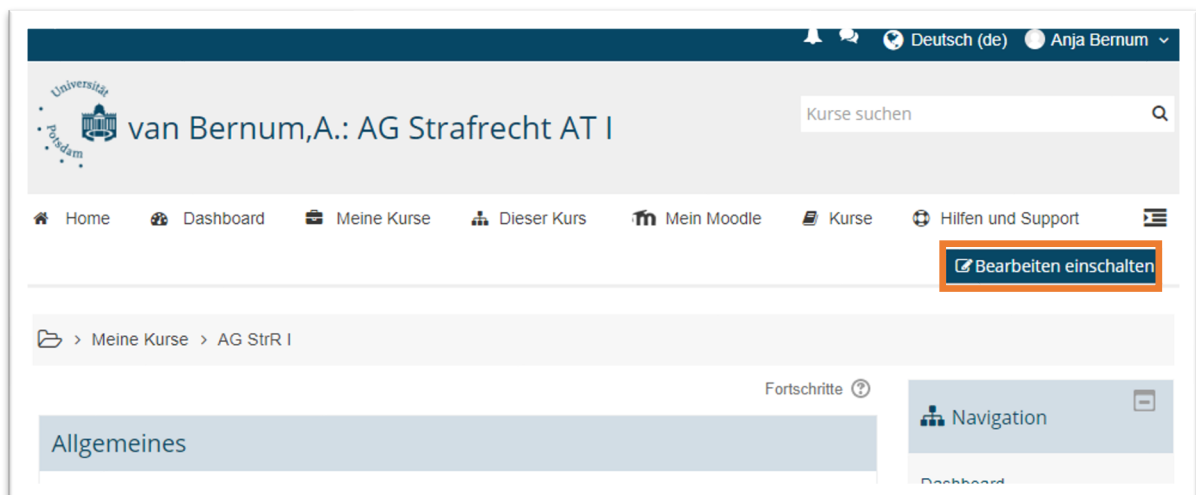 Deutsch (de) Anja Bernum
Universität Potsdam
van Bernum,A.: AG Strafrecht AT I
Kurse suchen
Home Dashboard Meine Kurse Dieser Kurs Mein Moodle Kurse Hilfen und Support
Bearbeiten einschalten
> Meine Kurse > AG StrR I
Fortschritte
Allgemeines
Navigation
Dashboard